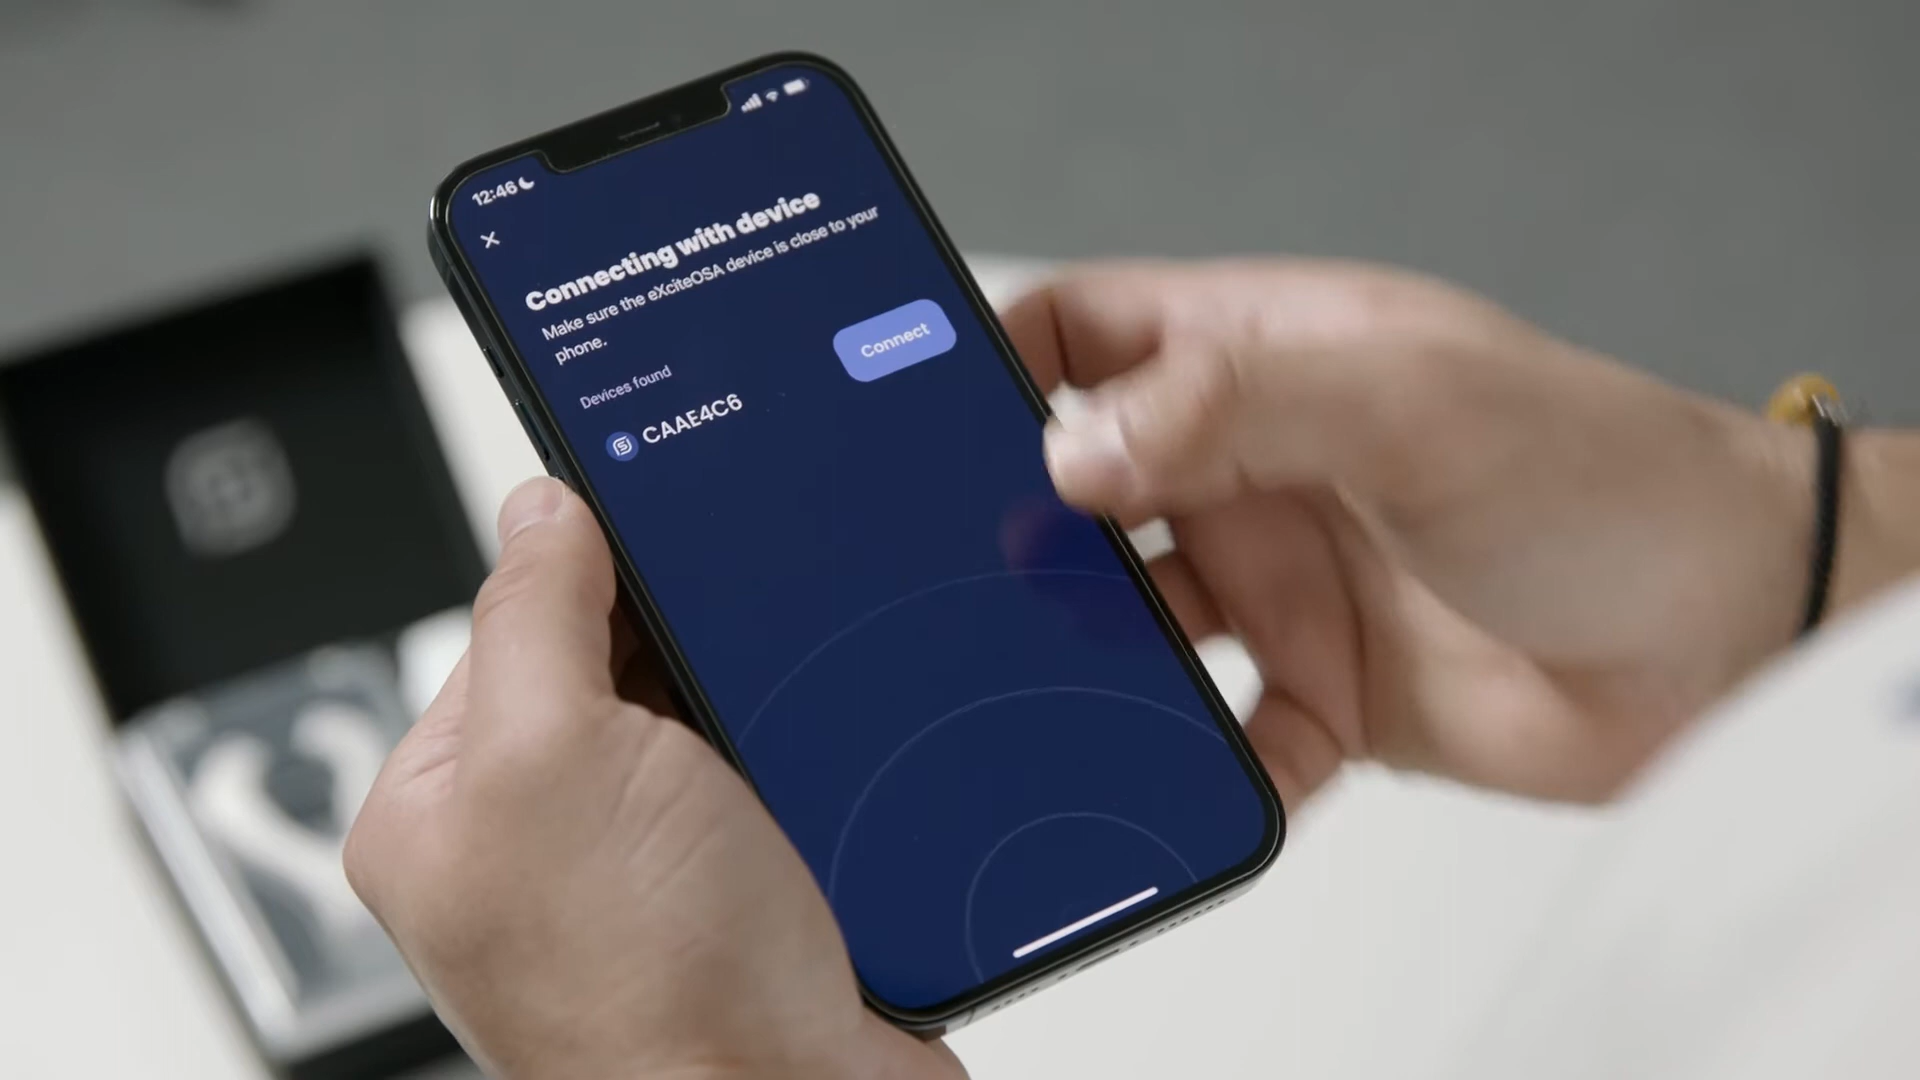 12:46
Connecting with device
Make sure the eXciteOSA device is close to your
phone.
Devices found
Connect
CAAE4C6